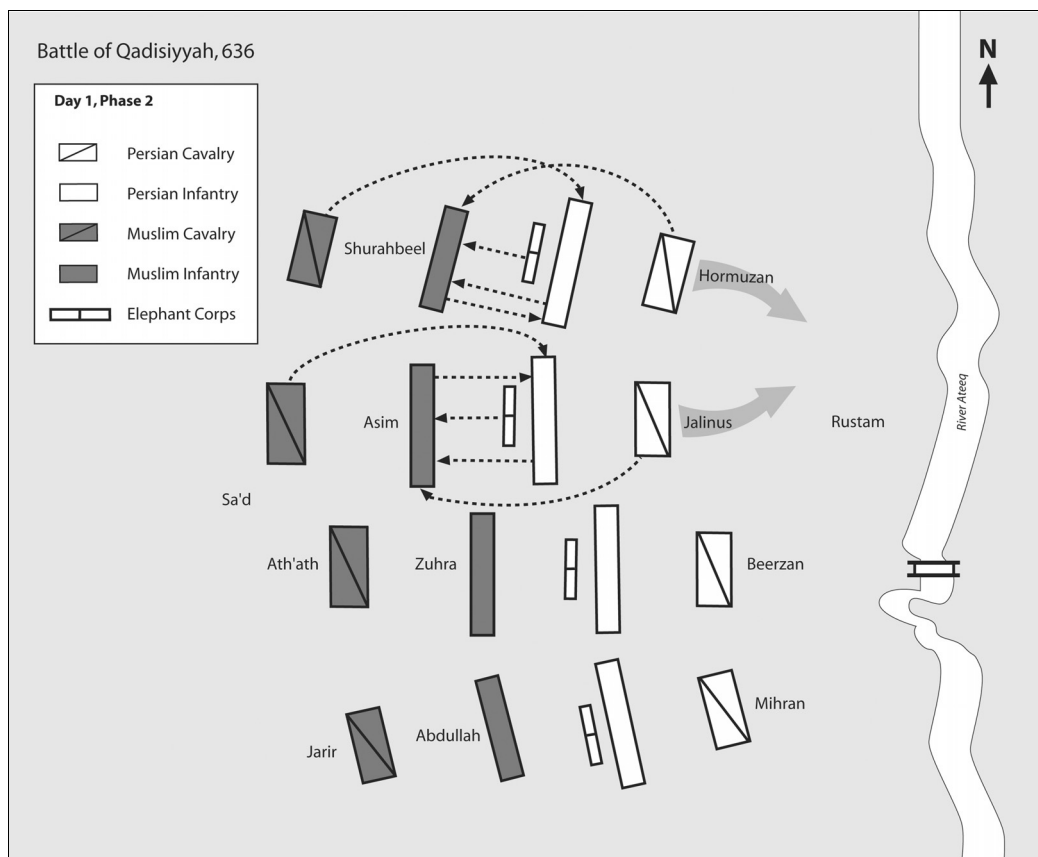 Battle of Qadisiyyah, 636
Day 1, Phase 2
Persian Cavalry
Persian Infantry
Muslim Cavalry
Muslim Infantry
Elephant Corps
N
Shurahbeel
Hormuzan
Asim
Jalinus
Rustam
River Ateeq
Sa'd
Ath'ath
Zuhra
Beerzan
Jarir
Abdullah
Mihran